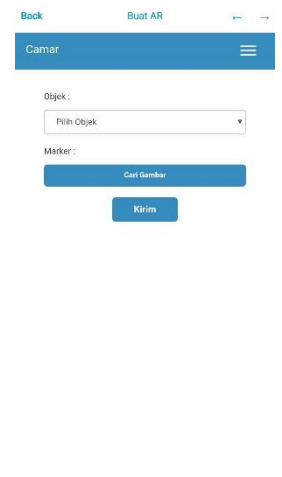 Back Buat AR ← →
Camar
Objek :
Pilih Objek
Marker :
Cari Gambar
Kirim